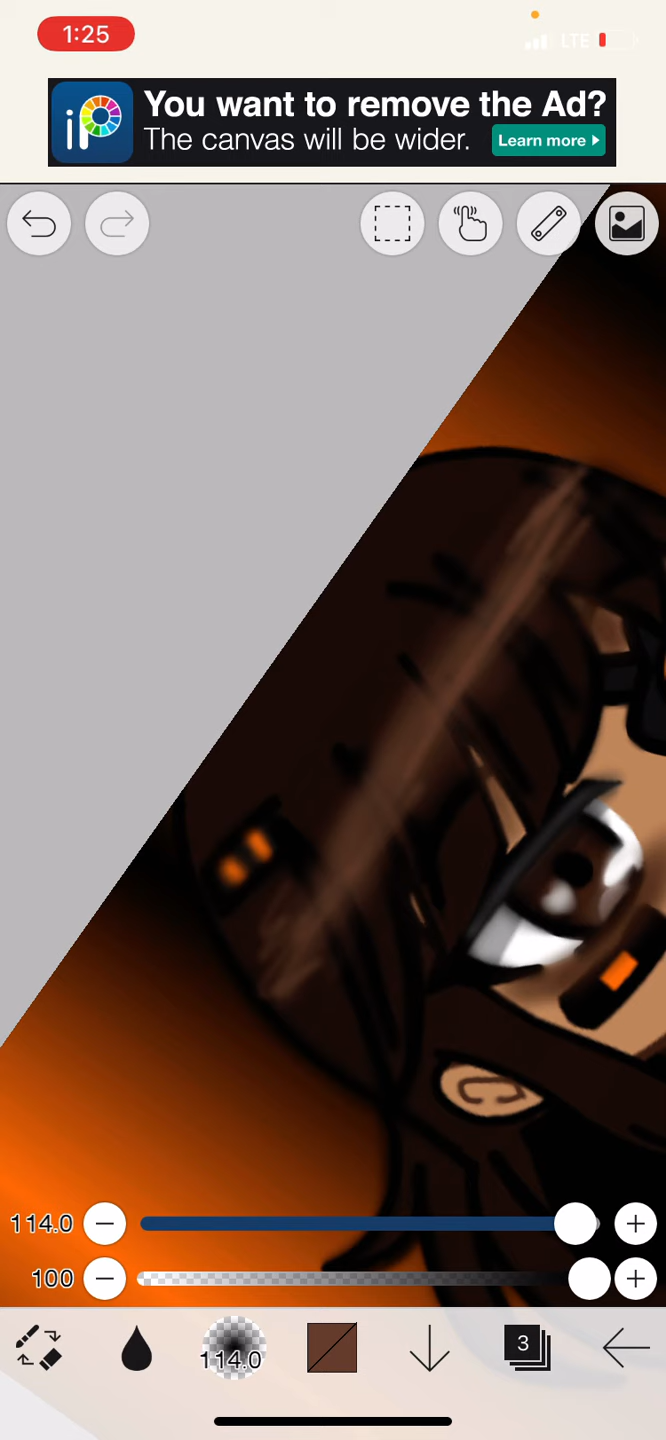 1:25
LTE
iP
You want to remove the Ad?
The canvas will be wider.
Learn more
114.0
100
114.0
3